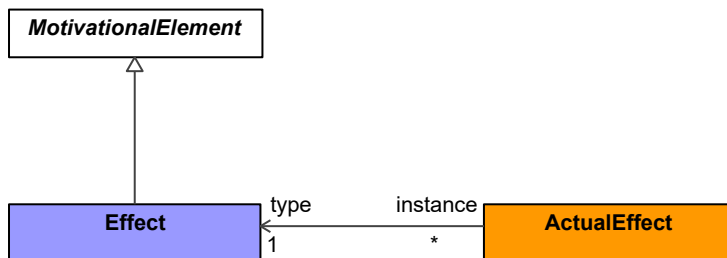 MotivationalElement
type
instance
Effect
ActualEffect
1
*